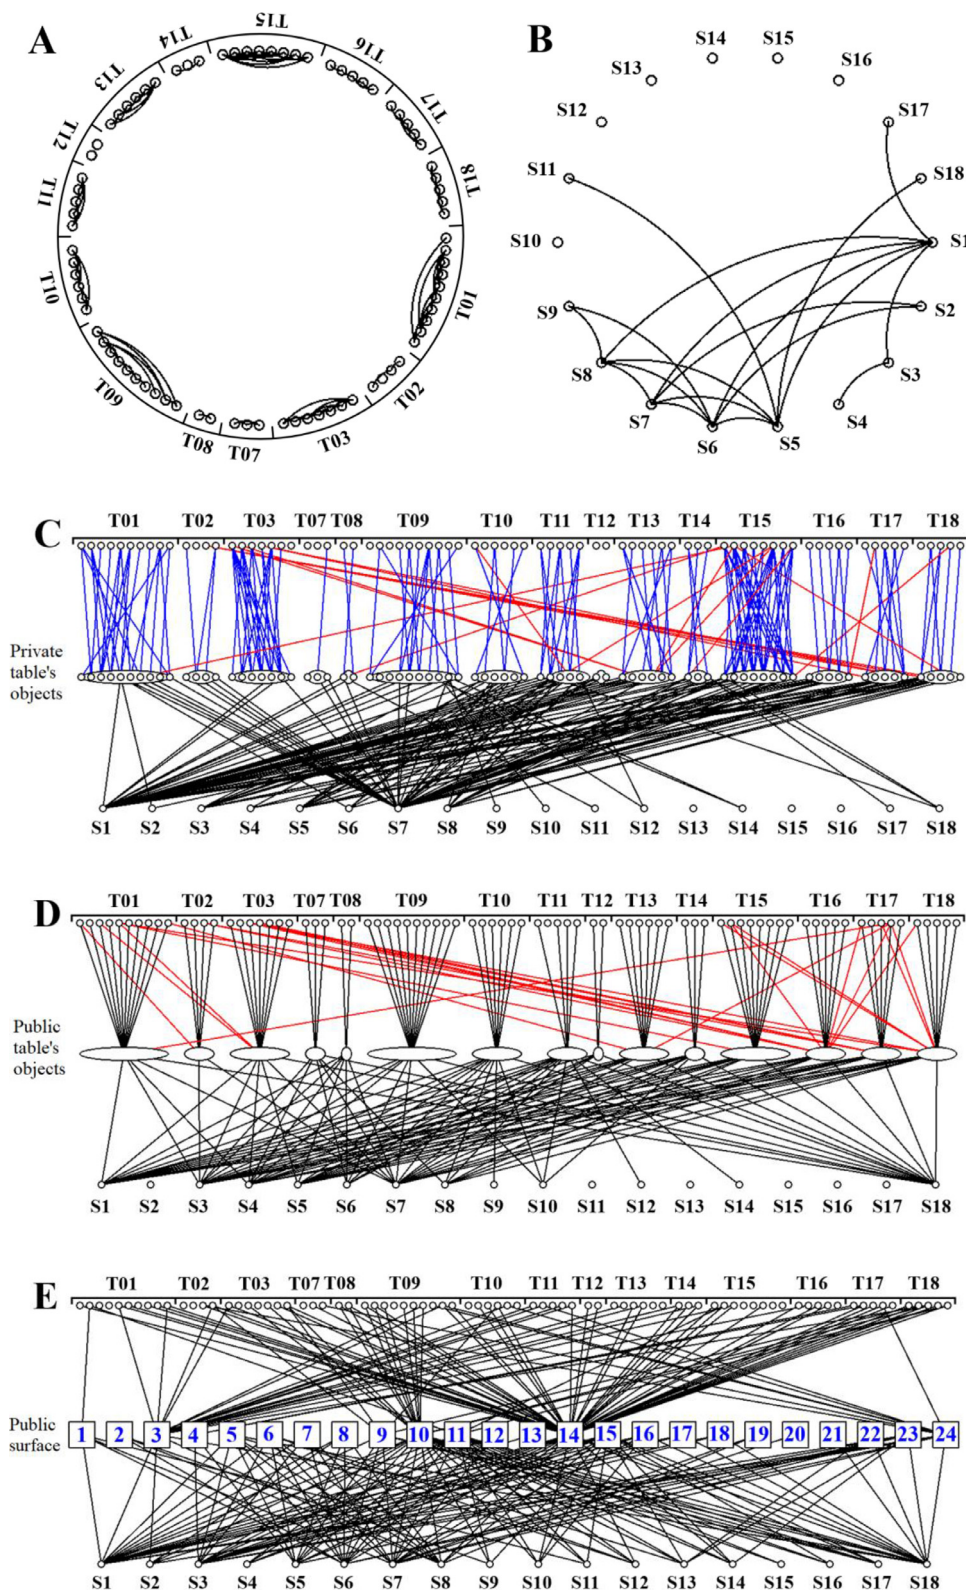 A
T15
T14
T16
T13
T17
T12
T18
T11
T10
T01
T09
T02
T08
T07
T03
B
S14
S15
S13
S16
S12
S17
S11
S18
S10
S1
S9
S2
S8
S3
S7
S4
S6
S5
C
T01 T02 T03 T07 T08 T09 T10 T11 T12 T13 T14 T15 T16 T17 T18
Private
table's
objects
S1 S2 S3 S4 S5 S6 S7 S8 S9 S10 S11 S12 S13 S14 S15 S16 S17 S18
D
T01 T02 T03 T07 T08 T09 T10 T11 T12 T13 T14 T15 T16 T17 T18
Public
table's
objects
S1 S2 S3 S4 S5 S6 S7 S8 S9 S10 S11 S12 S13 S14 S15 S16 S17 S18
E
T01 T02 T03 T07 T08 T09 T10 T11 T12 T13 T14 T15 T16 T17 T18
Public
surface
1 2 3 4 5 6 7 8 9 10 11 12 13 14 15 16 17 18 19 20 21 22 23 24
S1 S2 S3 S4 S5 S6 S7 S8 S9 S10 S11 S12 S13 S14 S15 S16 S17 S18